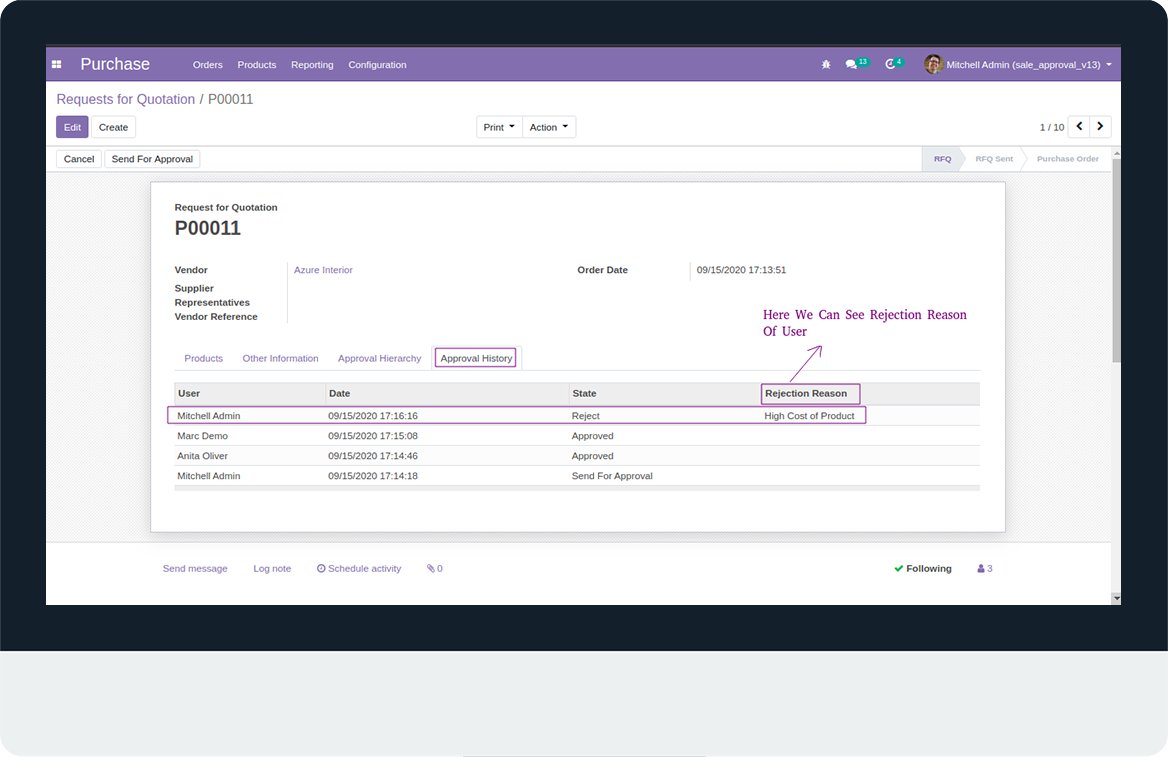 Purchase Orders Products Reporting Configuration 13 4 Mitchell Admin (sale_approval_v13)
Requests for Quotation / P00011
Edit Create Print Action 1 / 10
Cancel Send For Approval RFQ RFQ Sent Purchase Order
Request for Quotation
P00011
Vendor Azure Interior Order Date 09/15/2020 17:13:51
Supplier
Representatives
Vendor Reference
Here We Can See Rejection Reason
Of User
Products Other Information Approval Hierarchy Approval History
User Date State Rejection Reason
Mitchell Admin 09/15/2020 17:16:16 Reject High Cost of Product
Marc Demo 09/15/2020 17:15:08 Approved
Anita Oliver 09/15/2020 17:14:46 Approved
Mitchell Admin 09/15/2020 17:14:18 Send For Approval
Send message Log note Schedule activity 0 Following 3